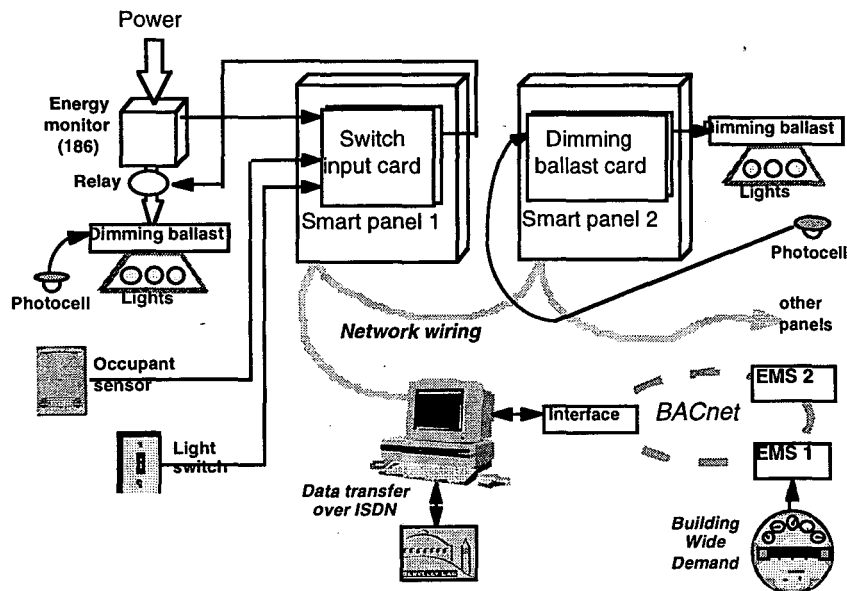 Power
Energy
monitor
(186)
Relay
Dimming ballast
Photocell
Lights
Switch
input card
Smart panel 1
Dimming
ballast card
Smart panel 2
Dimming ballast
Lights
Photocell
Network wiring
other
panels
Occupant
sensor
Light
switch
Interface
BACnet
EMS 2
EMS 1
Data transfer
over ISDN
Building
Wide
Demand